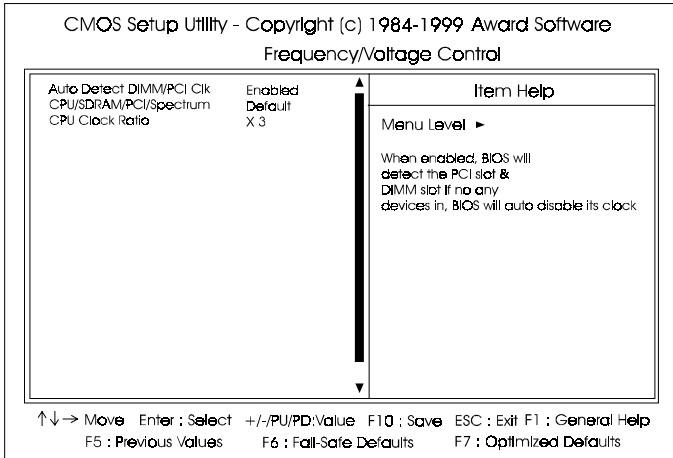 CMOS Setup Utility - Copyright (c) 1984-1999 Award Software
Frequency/Voltage Control
Auto Detect DIMM/PCI Clk Enabled
CPU/SDRAM/PCI/Spectrum Default
CPU Clock Ratio X 3
Item Help
Menu Level ►
When enabled, BIOS will
detect the PCI slot &
DIMM slot if no any
devices in, BIOS will auto disable its clock
↑↓→ Move Enter : Select +/-/PU/PD:Value F10 : Save ESC : Exit F1 : General Help
F5 : Previous Values F6 : Fail-Safe Defaults F7 : Optimized Defaults